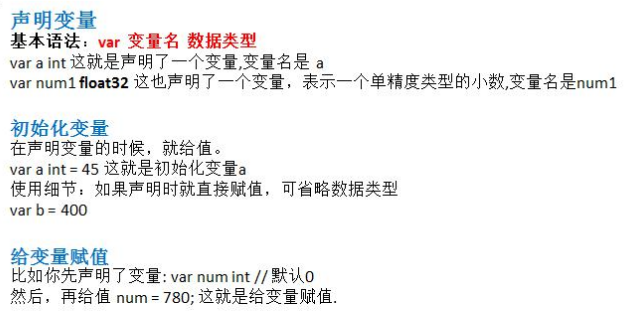 声明变量
基本语法：var 变量名 数据类型
var a int 这就是声明了一个变量,变量名是 a
var num1 float32 这也声明了一个变量，表示一个单精度类型的小数,变量名是num1
初始化变量
在声明变量的时候，就给值。
var a int = 45 这就是初始化变量a
使用细节：如果声明时就直接赋值，可省略数据类型
var b = 400
给变量赋值
比如你先声明了变量: var num int // 默认0
然后，再给值 num = 780; 这就是给变量赋值.